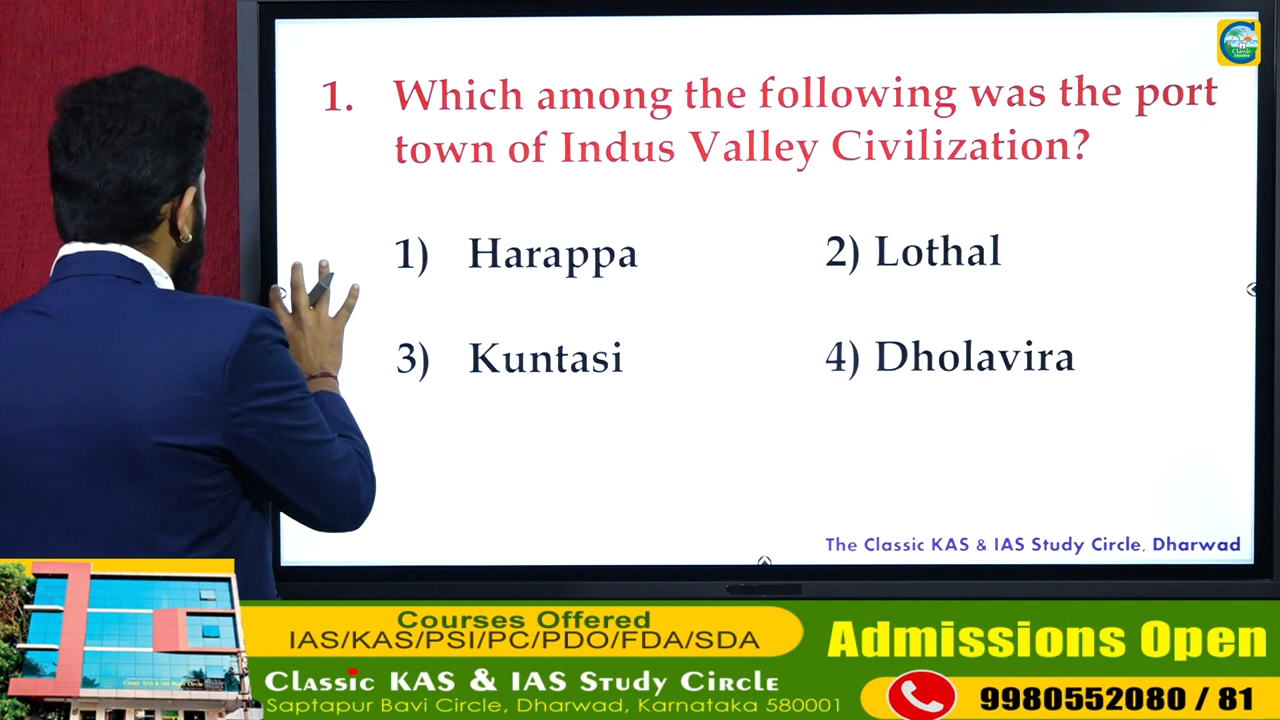 Classic
1. Which among the following was the port
town of Indus Valley Civilization?
1) Harappa 2) Lothal
3) Kuntasi 4) Dholavira
The Classic KAS & IAS Study Circle, Dharwad
Courses Offered
IAS/KAS/PSI/PC/PDO/FDA/SDA
Admissions Open
Classic KAS & IAS Study Circle
Saptapur Bavi Circle, Dharwad, Karnataka 580001
9980552080 / 81